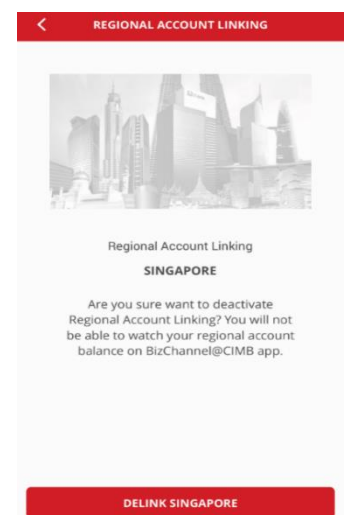 REGIONAL ACCOUNT LINKING
Regional Account Linking
SINGAPORE
Are you sure want to deactivate
Regional Account Linking? You will not
be able to watch your regional account
balance on BizChannel@CIMB app.
DELINK SINGAPORE